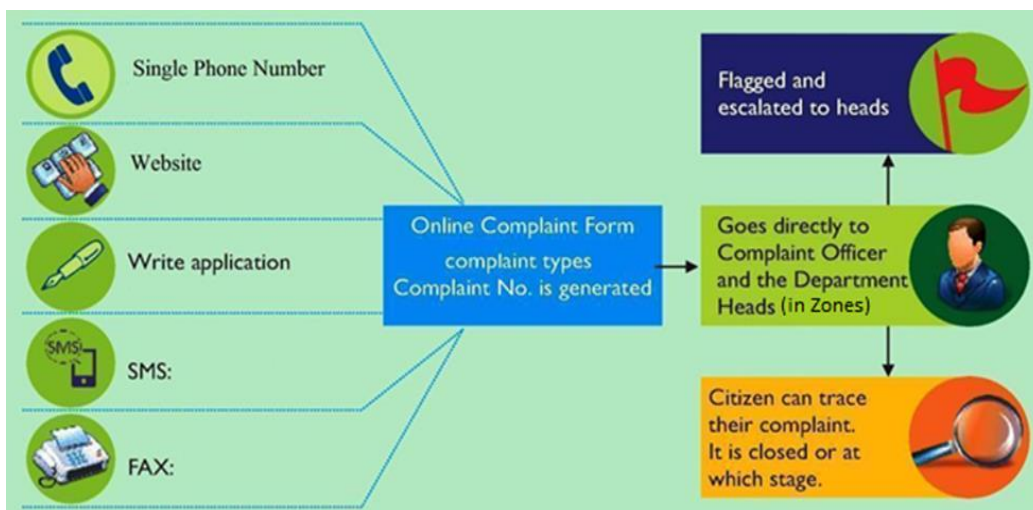 Single Phone Number
Website
Write application
SMS
SMS:
FAX:
Online Complaint Form
complaint types
Complaint No. is generated
Flagged and
escalated to heads
Goes directly to
Complaint Officer
and the Department
Heads (in Zones)
Citizen can trace
their complaint.
It is closed or at
which stage.